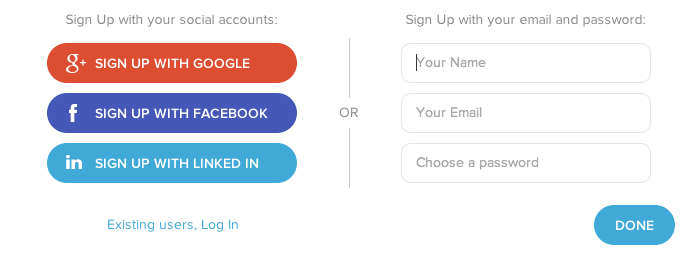 Sign Up with your social accounts:
g+ SIGN UP WITH GOOGLE
f SIGN UP WITH FACEBOOK
in SIGN UP WITH LINKED IN
Existing users, Log In
OR
Sign Up with your email and password:
Your Name
Your Email
Choose a password
DONE